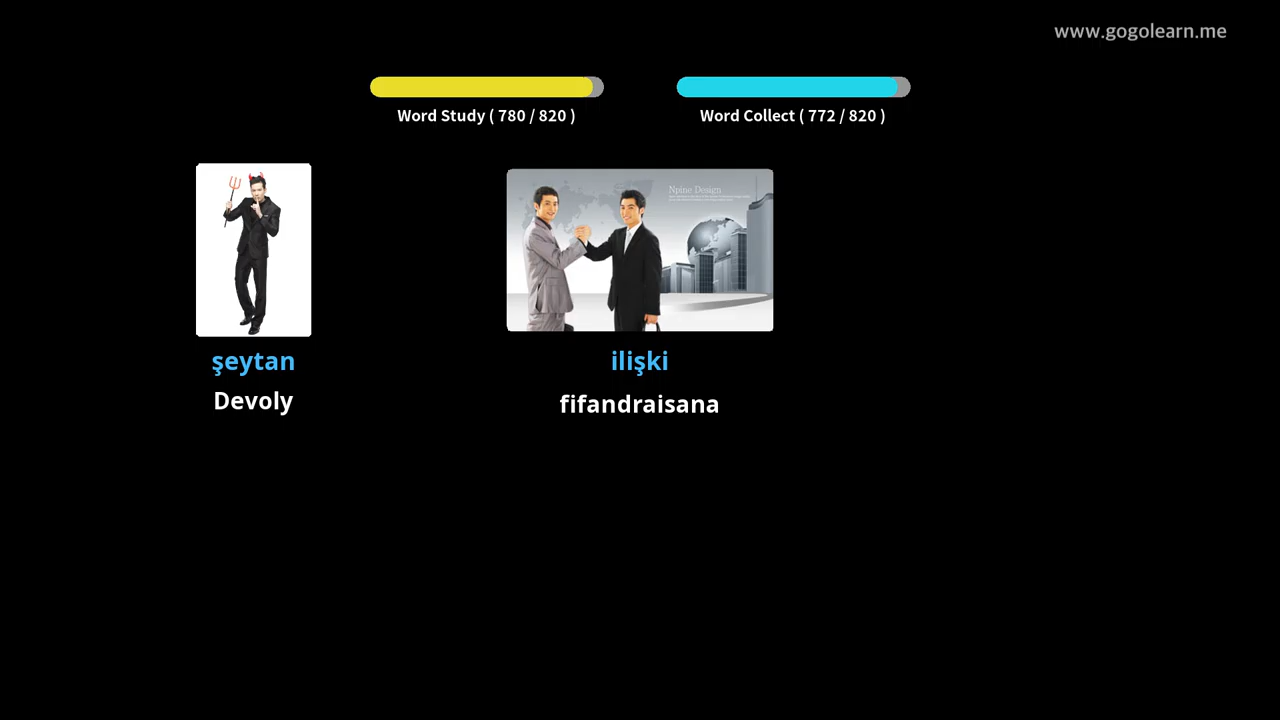 www.gogolearn.me
Word Study ( 780 / 820 )
Word Collect ( 772 / 820 )
Npine Design
şeytan
ilişki
Devoly
fifandraisana